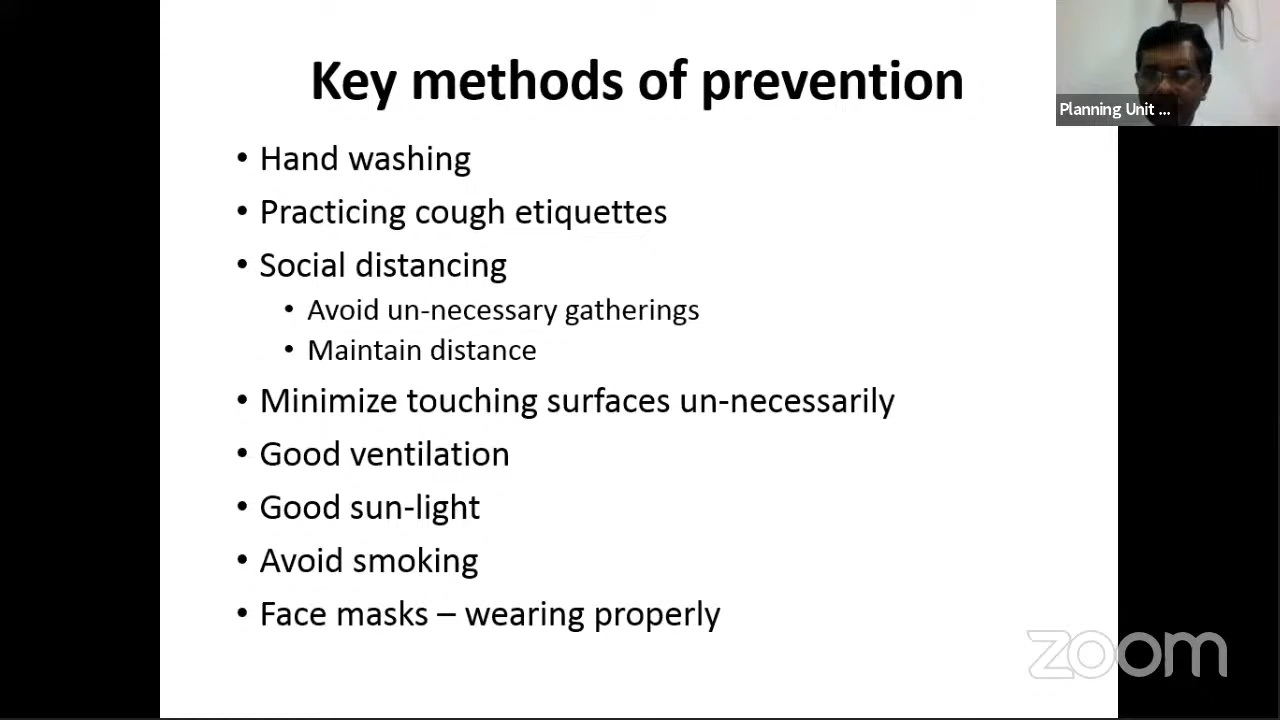 Key methods of prevention
Planning Unit ...
• Hand washing
• Practicing cough etiquettes
• Social distancing
• Avoid un-necessary gatherings
• Maintain distance
• Minimize touching surfaces un-necessarily
• Good ventilation
• Good sun-light
• Avoid smoking
• Face masks – wearing properly
zoom